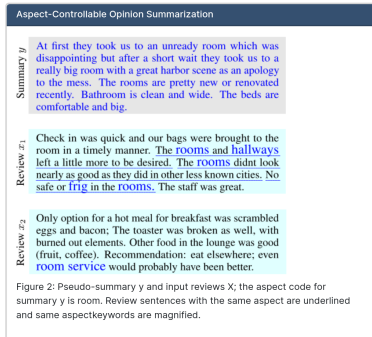 Aspect-Controllable Opinion Summarization
Summary y
At first they took us to an unready room which was
disappointing but after a short wait they took us to a
really big room with a great harbor scene as an apology
to the mess. The rooms are pretty new or renovated
recently. Bathroom is clean and wide. The beds are
comfortable and big.
Review x1
Check in was quick and our bags were brought to the
room in a timely manner. The rooms and hallways
left a little more to be desired. The rooms didnt look
nearly as good as they did in other less known cities. No
safe or frig in the rooms. The staff was great.
Review x2
Only option for a hot meal for breakfast was scrambled
eggs and bacon; The toaster was broken as well, with
burned out elements. Other food in the lounge was good
(fruit, coffee). Recommendation: eat elsewhere; even
room service would probably have been better.
Figure 2: Pseudo-summary y and input reviews X; the aspect code for
summary y is room. Review sentences with the same aspect are underlined
and same aspectkeywords are magnified.